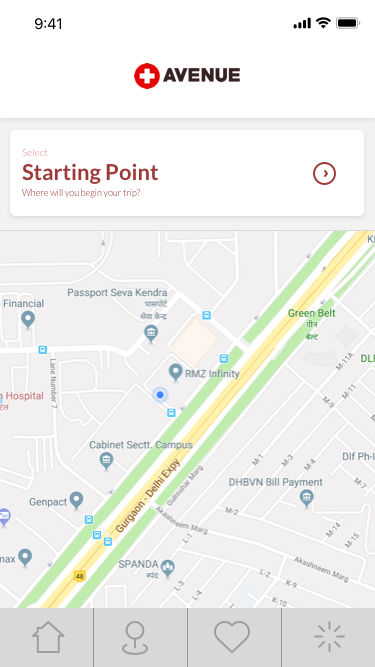 9:41
AVENUE
Select
Starting Point
Where will you begin your trip?
Financial
Passport Seva Kendra
पासपोर्ट
सेवा केन्द्र
Green Belt
ग्रीन
बेल्ट
M-11A
RMZ Infinity
Lane Number 7
Hospital
M-11
Cabinet Sectt. Campus
Gurgaon - Delhi Expy
Gulmohar Marg
M-1
M-3
M-4
Dlf Ph-
DHBVN Bill Payment
Genpact
Akashneem Marg
M-2
M-14
M-15
L-1
48
SPANDA
स्पंद
Akashneem Marg
L-2
K-9
L-3
L-4
K-10